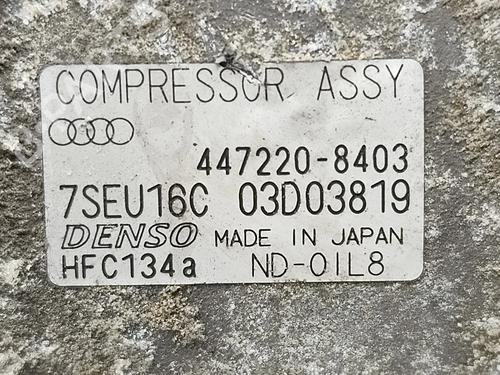 COMPRESSOR ASSY
447220-8403
7SEU16C 03D03819
DENSO MADE IN JAPAN
HFC134a ND-OIL8